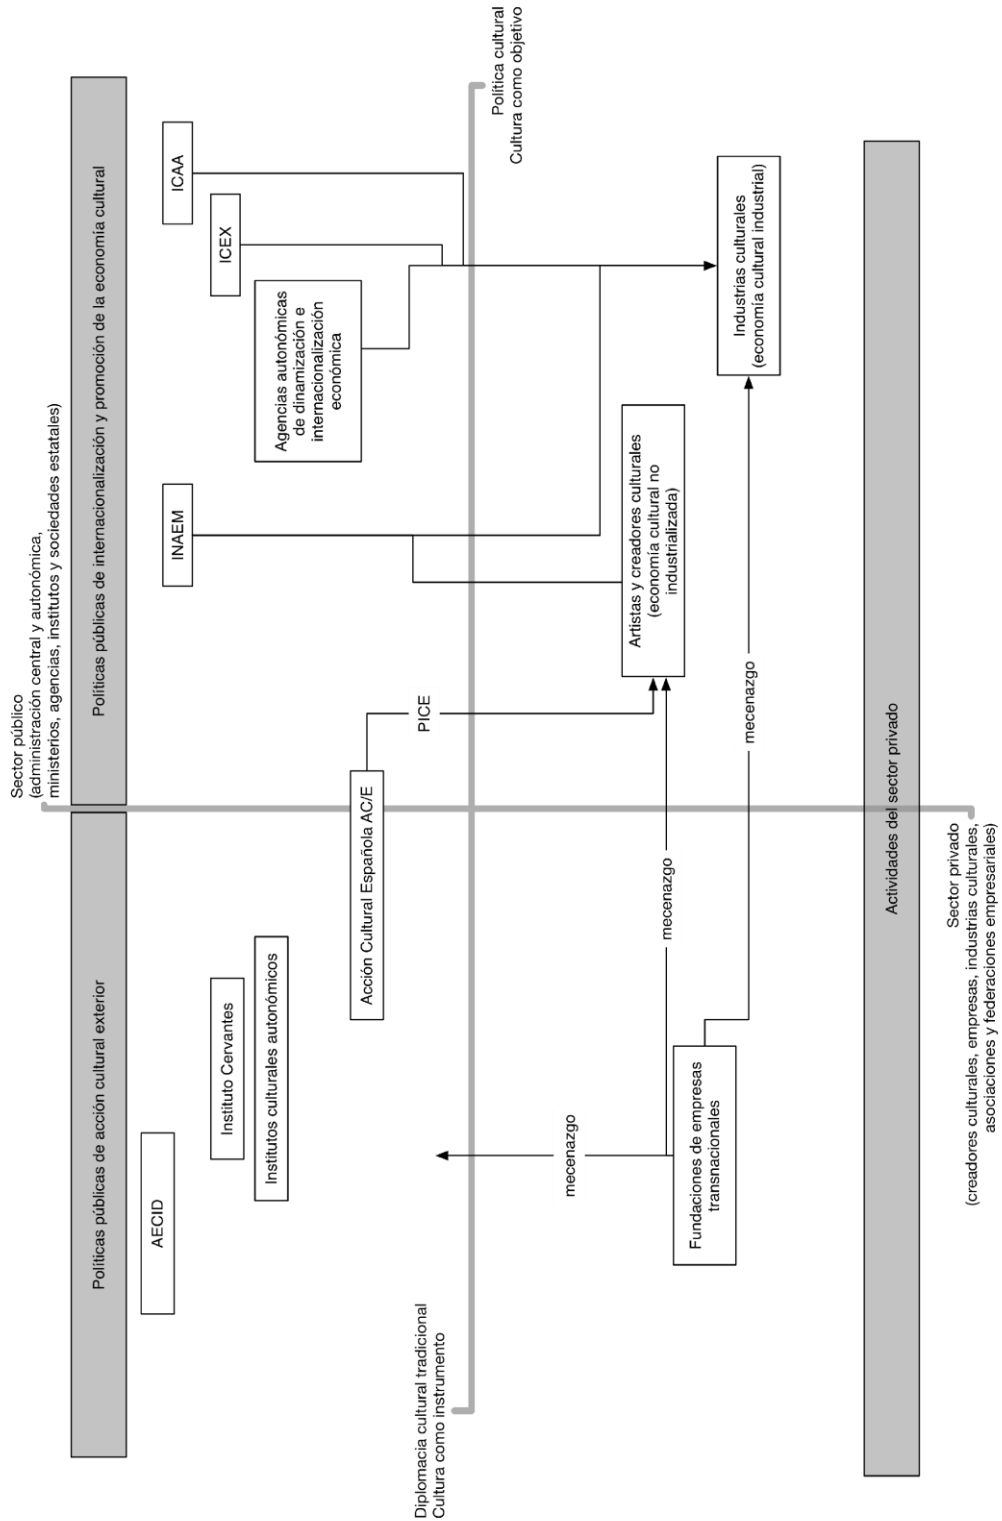 Sector público
(administración central y autonómica,
ministerios, agencias, institutos y sociedades estatales)
Políticas públicas de acción cultural exterior
Políticas públicas de internacionalización y promoción de la economía cultural
AECID
INAEM
ICAA
Instituto Cervantes
ICEX
Institutos culturales autonómicos
Agencias autonómicas
de dinamización e
internacionalización
económica
Acción Cultural Española AC/E
PICE
Diplomacia cultural tradicional
Cultura como instrumento
Política cultural
Cultura como objetivo
mecenazgo
mecenazgo
Artistas y creadores culturales
(economía cultural no
industrializada)
Fundaciones de empresas
transnacionales
mecenazgo
Industrias culturales
(economía cultural industrial)
Actividades del sector privado
Sector privado
(creadores culturales, empresas, industrias culturales,
asociaciones y federaciones empresariales)